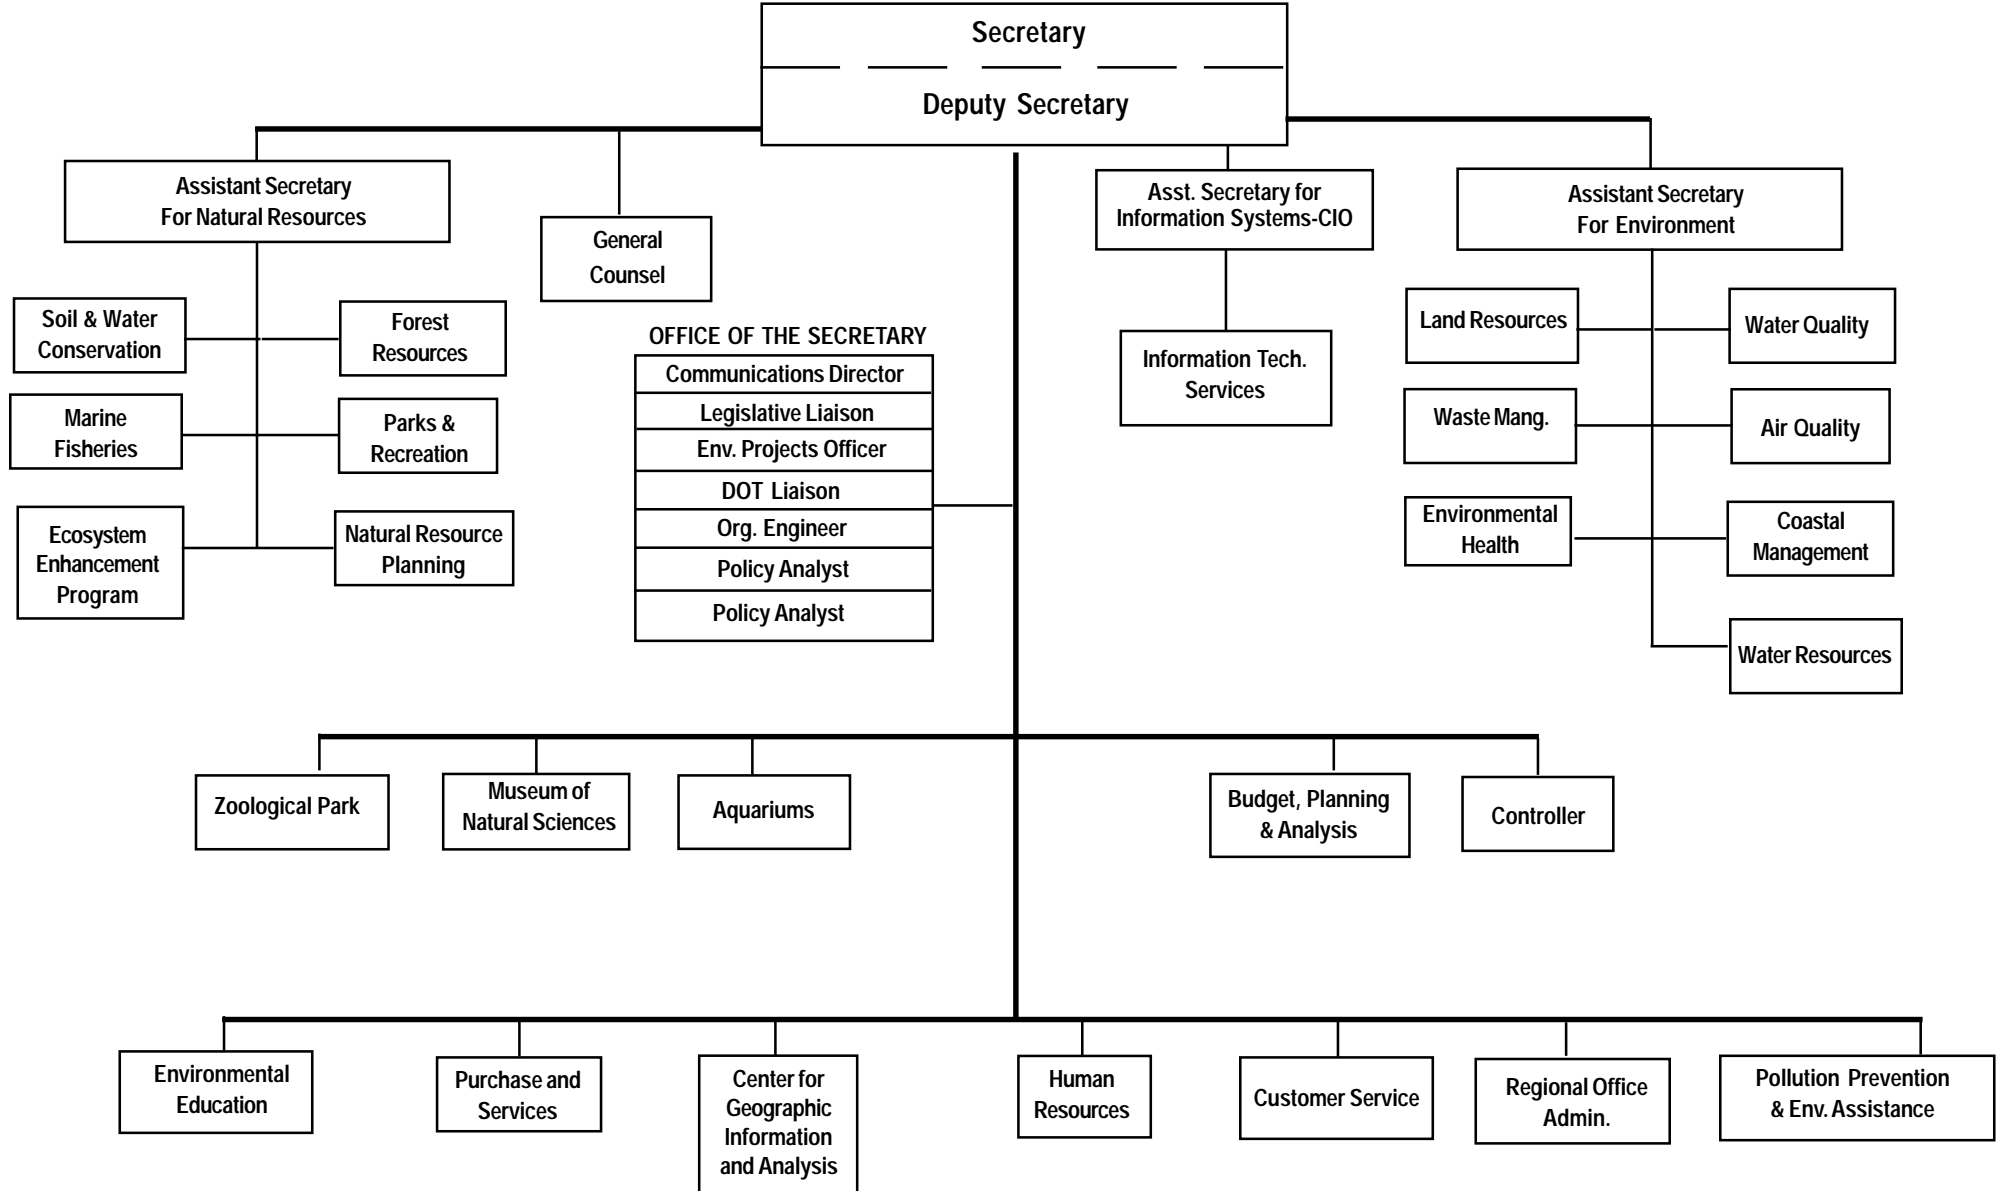 Secretary
Deputy Secretary
Assistant Secretary
For Natural Resources
General
Counsel
Asst. Secretary for
Information Systems-CIO
Assistant Secretary
For Environment
Soil & Water
Conservation
Forest
Resources
Marine
Fisheries
Parks &
Recreation
Ecosystem
Enhancement
Program
Natural Resource
Planning
OFFICE OF THE SECRETARY
Communications Director
Legislative Liaison
Env. Projects Officer
DOT Liaison
Org. Engineer
Policy Analyst
Policy Analyst
Information Tech.
Services
Land Resources
Water Quality
Waste Mang.
Air Quality
Environmental
Health
Coastal
Management
Water Resources
Zoological Park
Museum of
Natural Sciences
Aquariums
Budget, Planning
& Analysis
Controller
Environmental
Education
Purchase and
Services
Center for
Geographic
Information
and Analysis
Human
Resources
Customer Service
Regional Office
Admin.
Pollution Prevention
& Env. Assistance